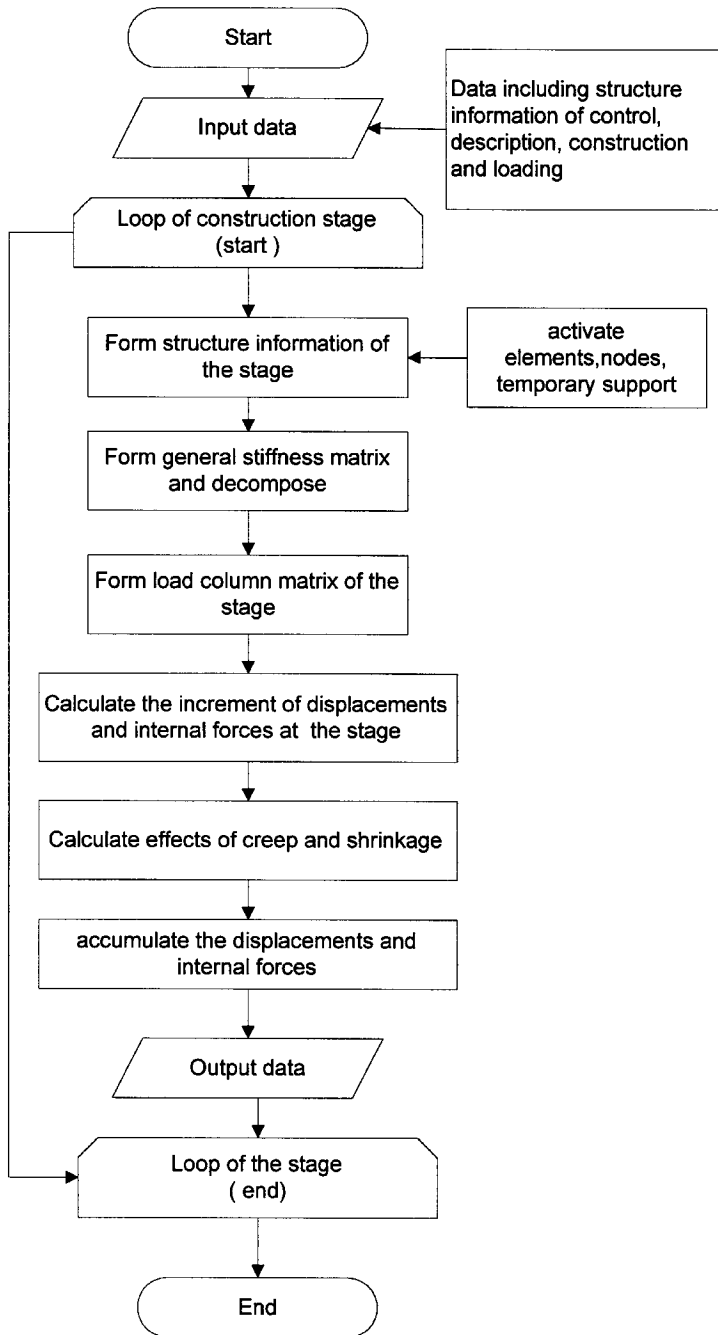 Start
Input data
Data including structure
information of control,
description, construction
and loading
Loop of construction stage
(start )
Form structure information of
the stage
activate
elements,nodes,
temporary support
Form general stiffness matrix
and decompose
Form load column matrix of the
stage
Calculate the increment of displacements
and internal forces at the stage
Calculate effects of creep and shrinkage
accumulate the displacements and
internal forces
Output data
Loop of the stage
( end)
End